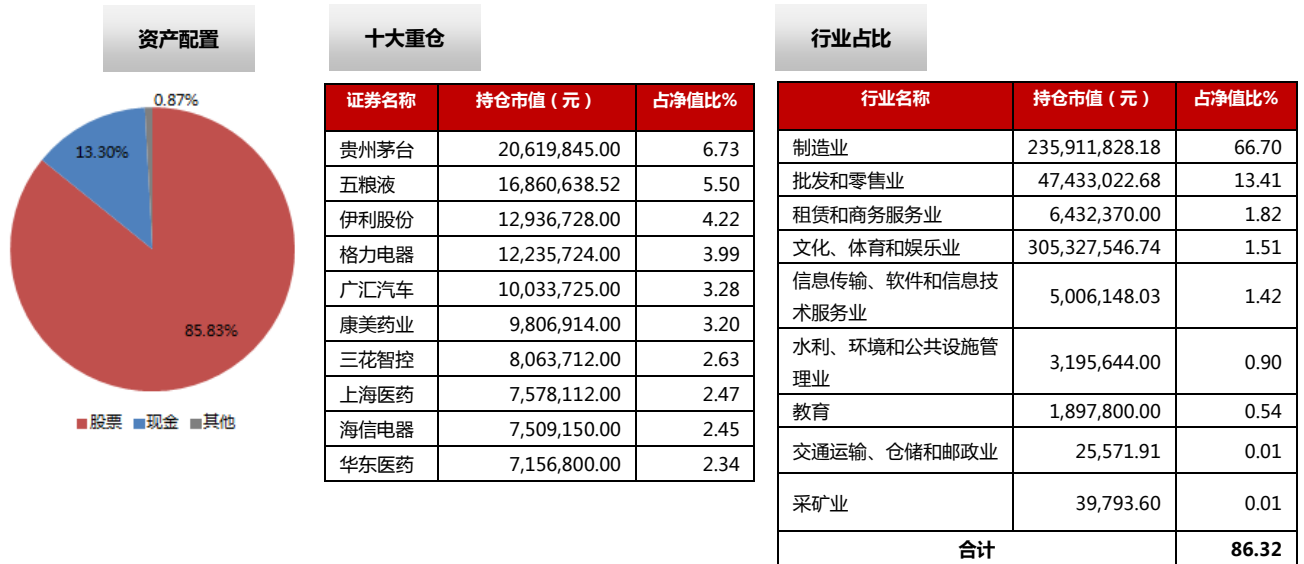 资产配置
0.87%
13.30%
85.83%
股票 现金 其他
十大重仓
证券名称 持仓市值（元） 占净值比%
贵州茅台 20,619,845.00 6.73
五粮液 16,860,638.52 5.50
伊利股份 12,936,728.00 4.22
格力电器 12,235,724.00 3.99
广汇汽车 10,033,725.00 3.28
康美药业 9,806,914.00 3.20
三花智控 8,063,712.00 2.63
上海医药 7,578,112.00 2.47
海信电器 7,509,150.00 2.45
华东医药 7,156,800.00 2.34
行业占比
行业名称 持仓市值（元） 占净值比%
制造业 235,911,828.18 66.70
批发和零售业 47,433,022.68 13.41
租赁和商务服务业 6,432,370.00 1.82
文化、体育和娱乐业 305,327,546.74 1.51
信息传输、软件和信息技
术服务业 5,006,148.03 1.42
水利、环境和公共设施管
理业 3,195,644.00 0.90
教育 1,897,800.00 0.54
交通运输、仓储和邮政业 25,571.91 0.01
采矿业 39,793.60 0.01
合计 86.32